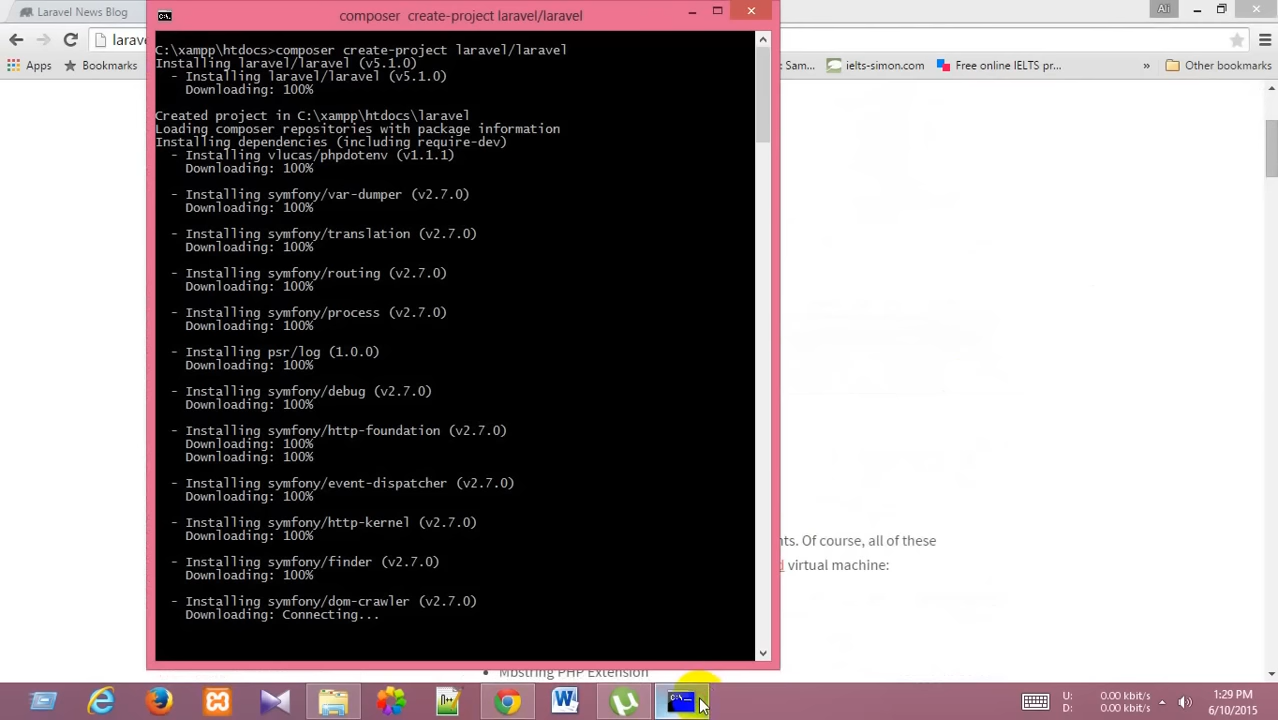 composer create-project laravel/laravel
Ali
Laravel News Blog
larav
Apps
Bookmarks
Sam...
ielts-simon.com
Free online IELTS pr...
»
Other bookmarks
C:\xampp\htdocs>composer create-project laravel/laravel
Installing laravel/laravel (v5.1.0)
- Installing laravel/laravel (v5.1.0)
Downloading: 100%
Created project in C:\xampp\htdocs\laravel
Loading composer repositories with package information
Installing dependencies (including require-dev)
- Installing vlucas/phpdotenv (v1.1.1)
Downloading: 100%
- Installing symfony/var-dumper (v2.7.0)
Downloading: 100%
- Installing symfony/translation (v2.7.0)
Downloading: 100%
- Installing symfony/routing (v2.7.0)
Downloading: 100%
- Installing symfony/process (v2.7.0)
Downloading: 100%
- Installing psr/log (1.0.0)
Downloading: 100%
- Installing symfony/debug (v2.7.0)
Downloading: 100%
- Installing symfony/http-foundation (v2.7.0)
Downloading: 100%
Downloading: 100%
- Installing symfony/event-dispatcher (v2.7.0)
Downloading: 100%
- Installing symfony/http-kernel (v2.7.0)
Downloading: 100%
- Installing symfony/finder (v2.7.0)
Downloading: 100%
- Installing symfony/dom-crawler (v2.7.0)
Downloading: Connecting...
nts. Of course, all of these
d virtual machine:
Mbstring PHP Extension
U: 0.00 kbit/s
D: 0.00 kbit/s
1:29 PM
6/10/2015